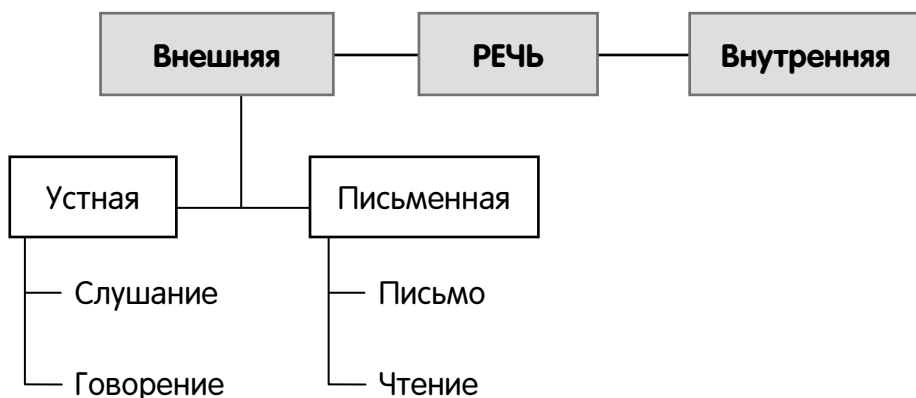 Внешняя
РЕЧЬ
Внутренняя
Устная
Письменная
Слушание
Письмо
Говорение
Чтение